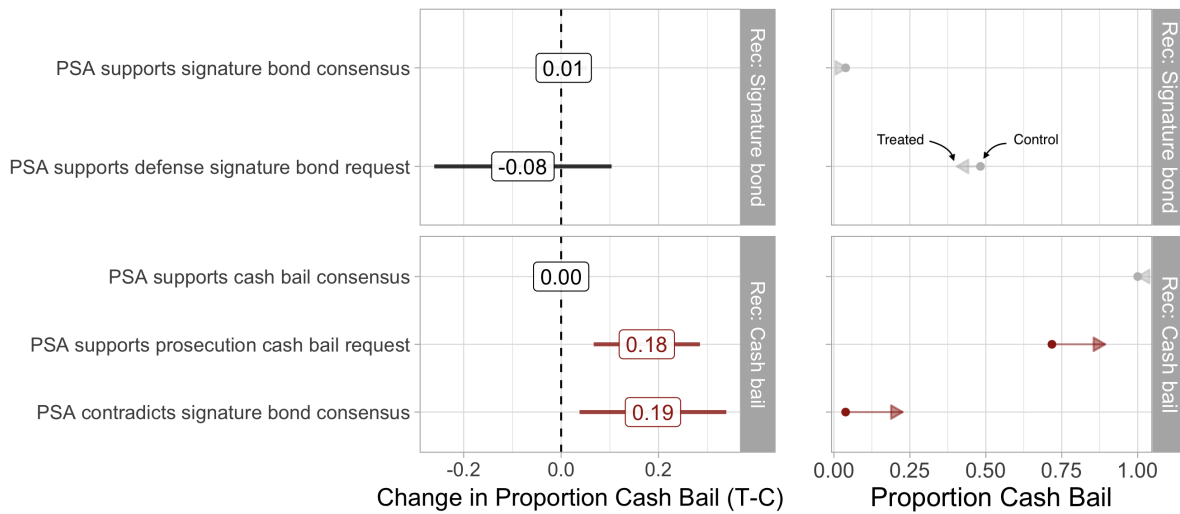 PSA supports signature bond consensus
0.01
PSA supports defense signature bond request
-0.08
Rec: Signature bond
Treated
Control
Rec: Signature bond
PSA supports cash bail consensus
0.00
PSA supports prosecution cash bail request
0.18
PSA contradicts signature bond consensus
0.19
Rec: Cash bail
Rec: Cash bail
-0.2 0.0 0.2
Change in Proportion Cash Bail (T-C)
0.00 0.25 0.50 0.75 1.00
Proportion Cash Bail